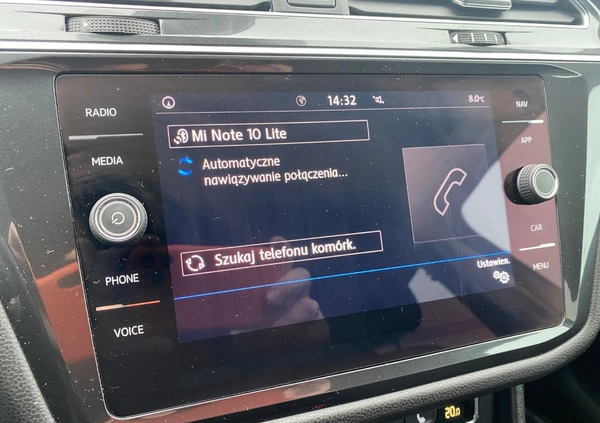 RADIO
MEDIA
PHONE
VOICE
14:32
8.0°C
Mi Note 10 Lite
Automatyczne
nawiązywanie połączenia...
Szukaj telefonu komórk.
Ustawien.
NAV
APP
CAR
MENU
20.0